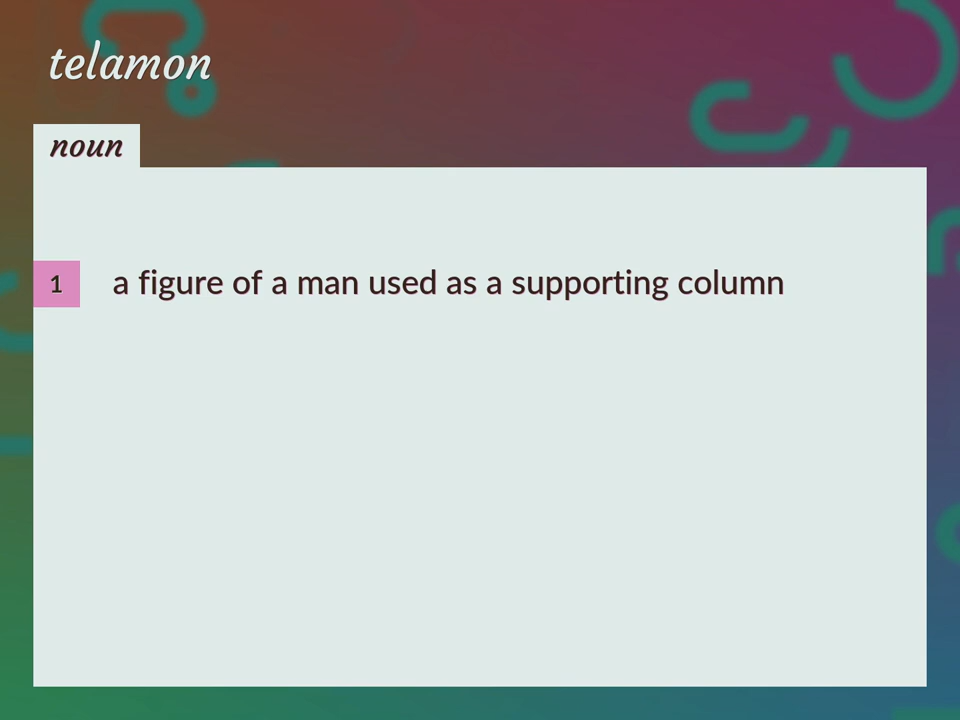 telamon
noun
1 a figure of a man used as a supporting column